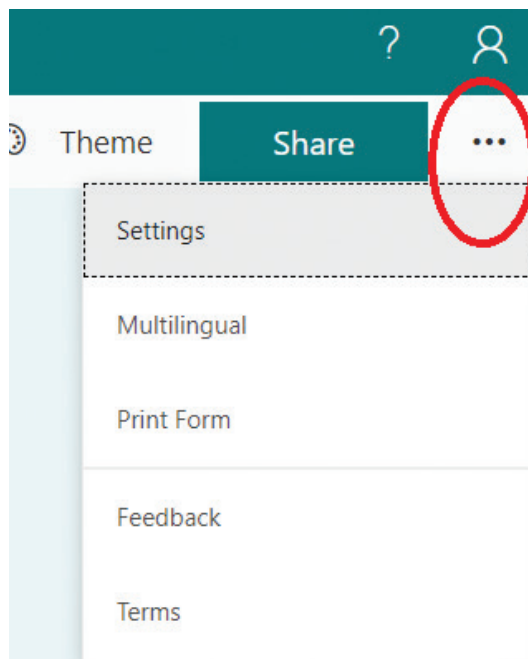 ?
Theme Share ...
Settings
Multilingual
Print Form
Feedback
Terms